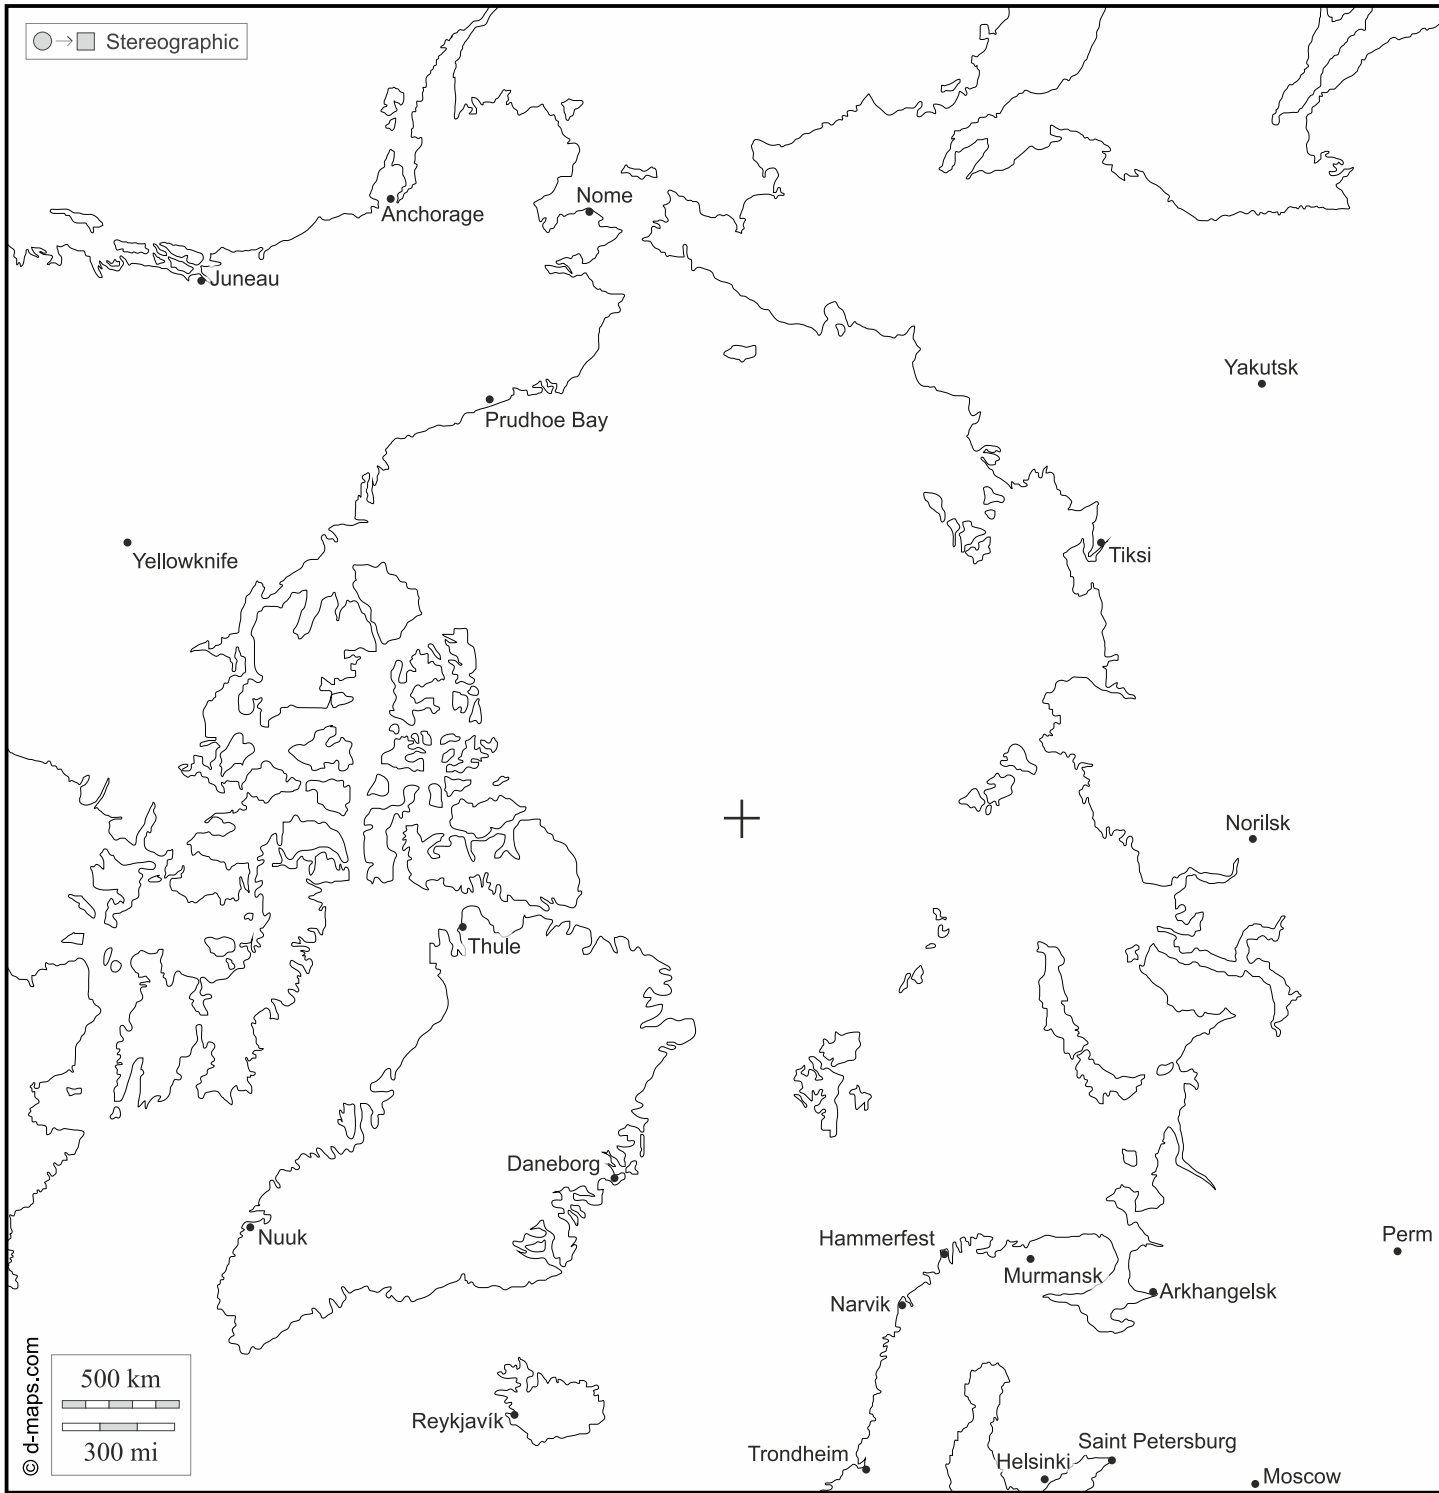 Stereographic
Nome
Anchorage
Juneau
Yakutsk
Prudhoe Bay
Yellowknife
Tiksi
Norilsk
Thule
Daneborg
Nuuk
Hammerfest
Perm
Murmansk
Arkhangelsk
Narvik
Reykjavík
Trondheim
Helsinki
Saint Petersburg
Moscow
500 km
300 mi
© d-maps.com